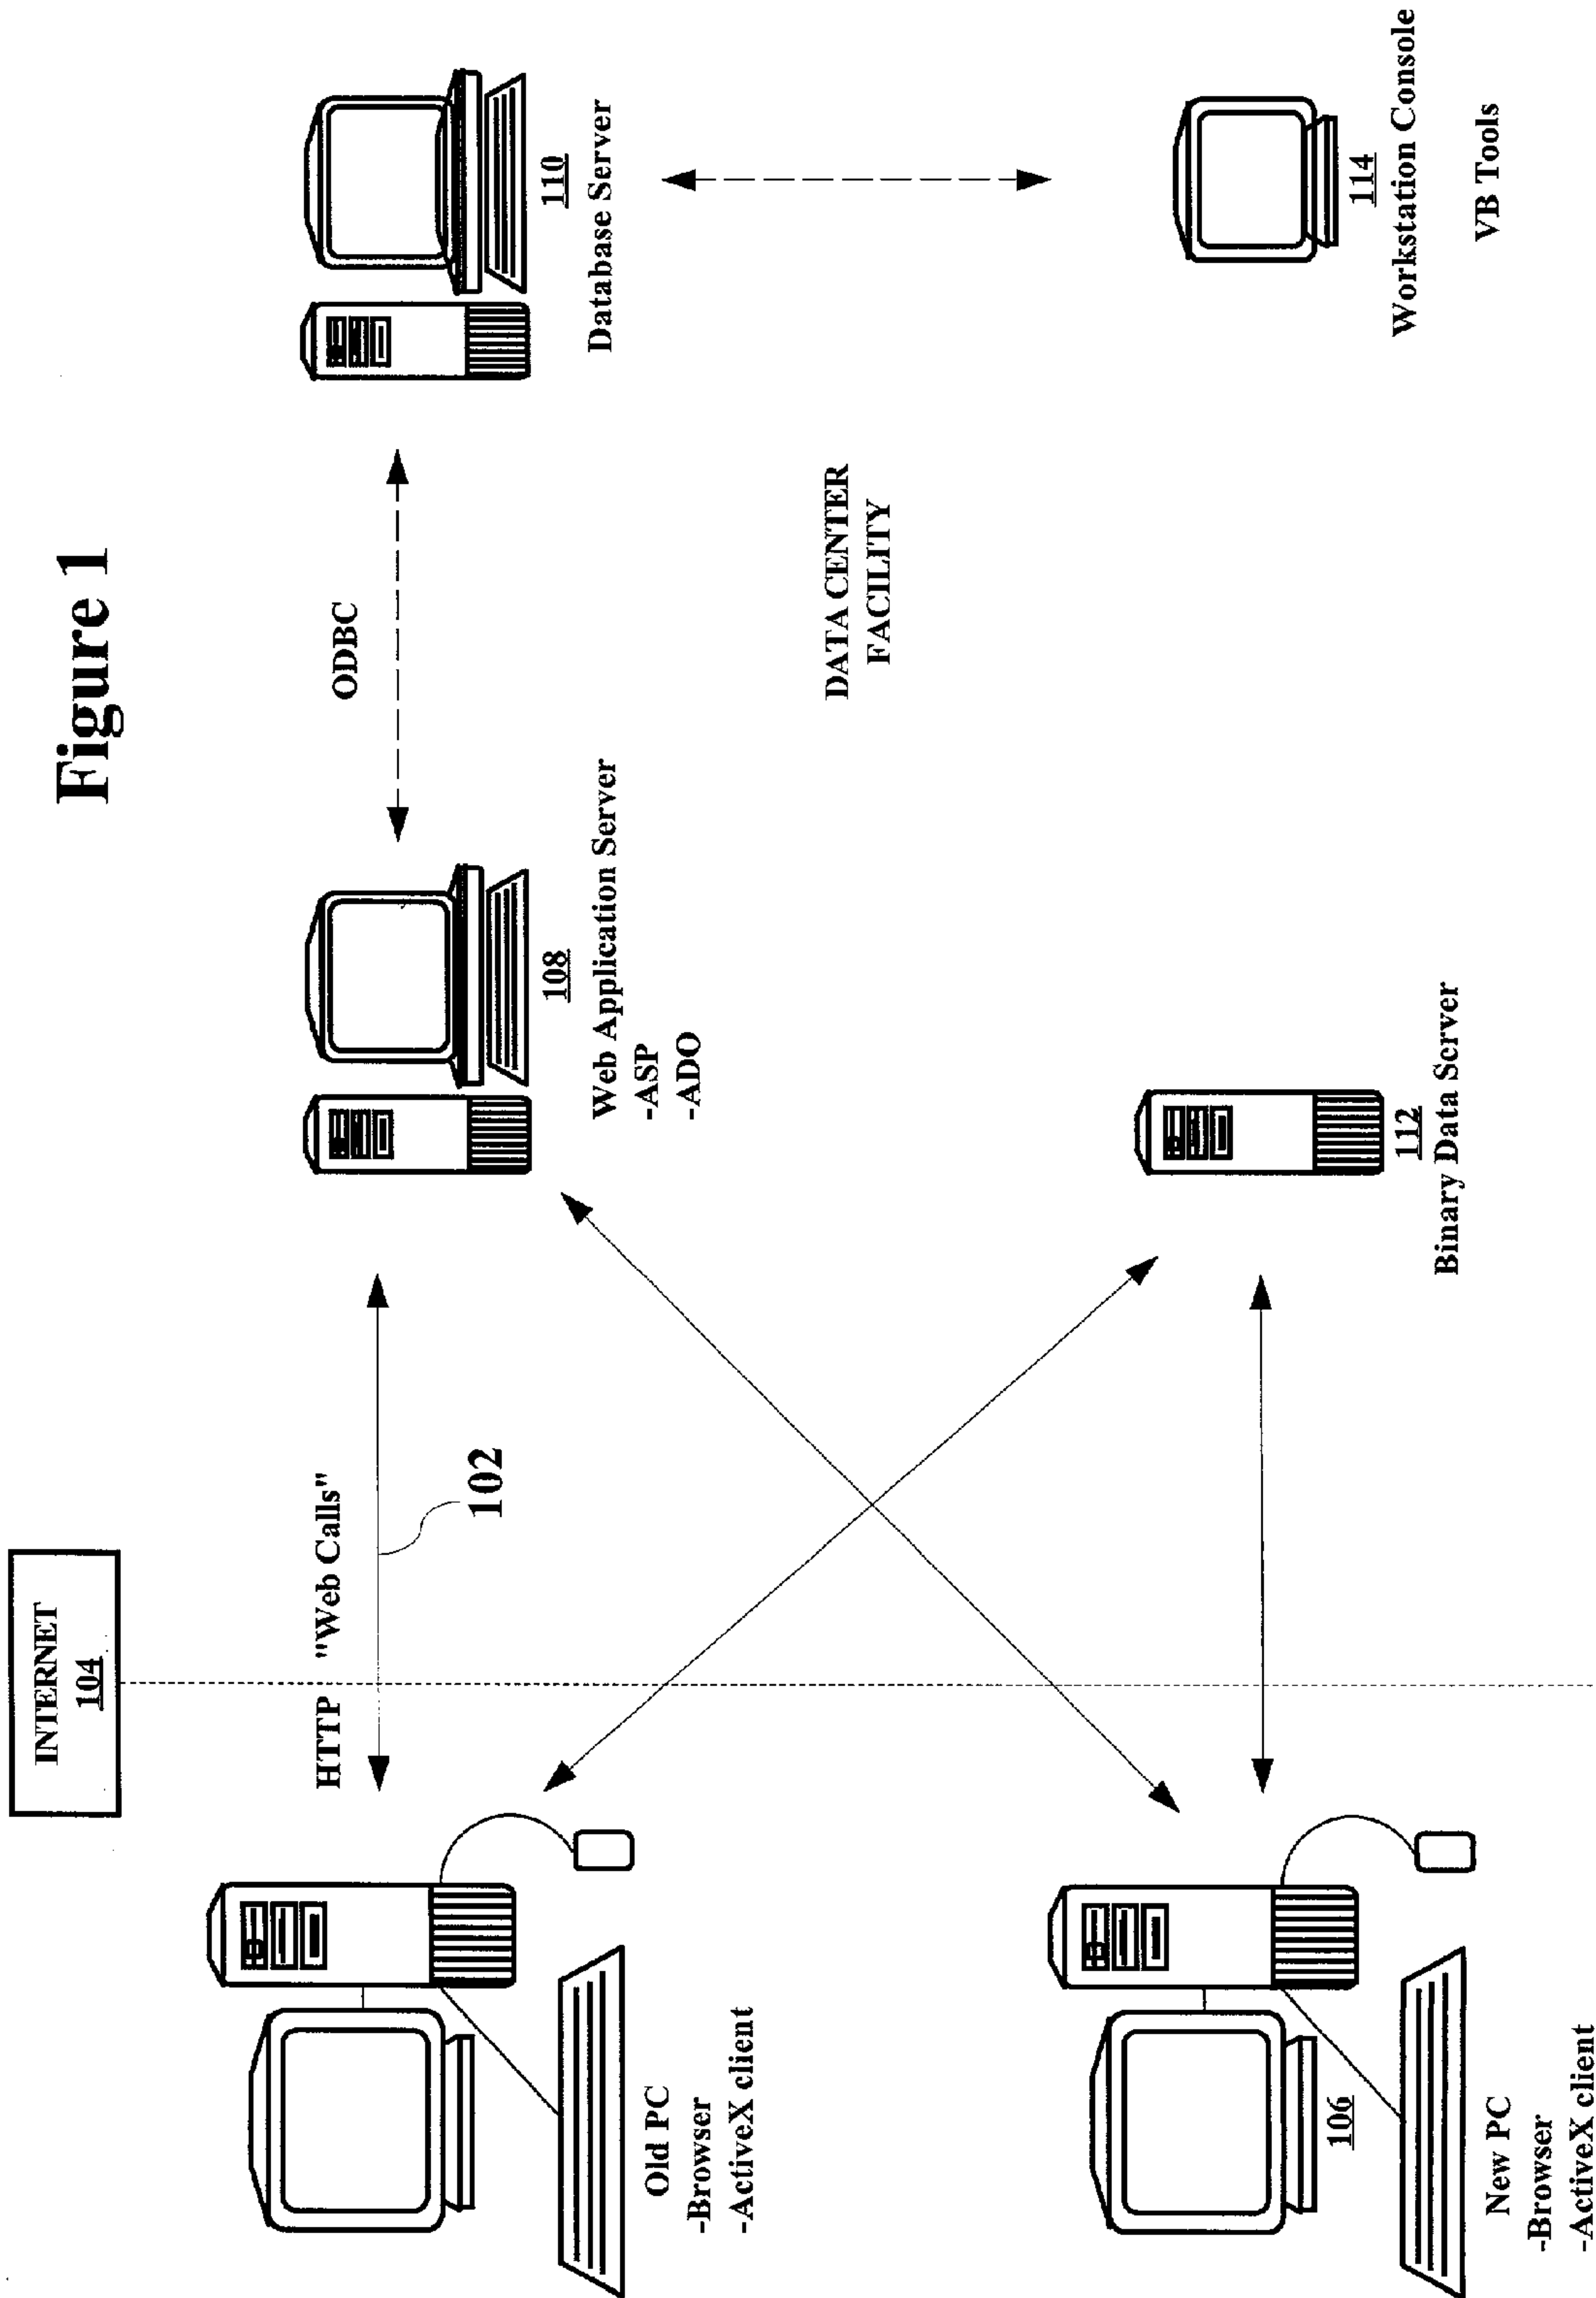 Figure 1
INTERNET
104
HTTP "Web Calls"
102
ODBC
Old PC
-Browser
-ActiveX client
108
Web Application Server
-ASP
-ADO
110
Database Server
DATA CENTER
FACILITY
106
New PC
-Browser
-ActiveX client
112
Binary Data Server
114
Workstation Console
VB Tools